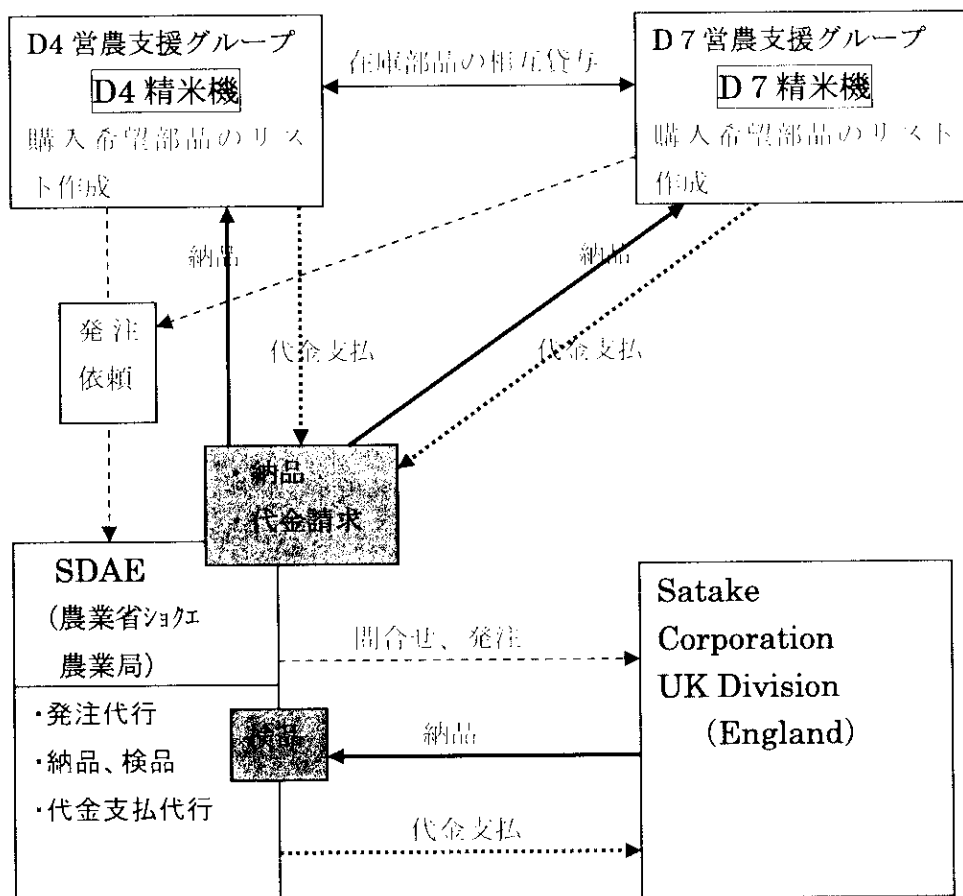 D4 営農支援グループ
D4 精米機
購入希望部品のリス
ト作成
在庫部品の相互貸与
D 7 営農支援グループ
D 7 精米機
購入希望部品のリスト
作成
納品
納品
発注
依頼
代金支払
代金支払
・納品
・代金請求
SDAE
(農業省ショクエ
農業局)
・発注代行
・納品、検品
・代金支払代行
問合せ、発注
検品
納品
代金支払
Satake
Corporation
UK Division
(England)